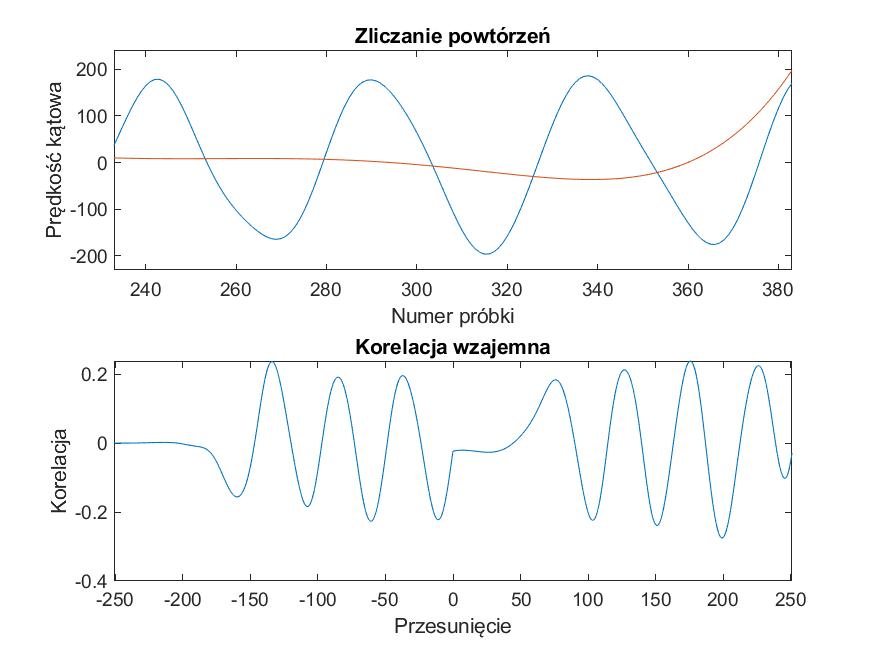 Zliczanie powtórzeń
200
100
0
-100
-200
Prędkość kątowa
240 260 280 300 320 340 360 380
Numer próbki
Korelacja wzajemna
0.2
0
-0.2
-0.4
Korelacja
-250 -200 -150 -100 -50 0 50 100 150 200 250
Przesunięcie